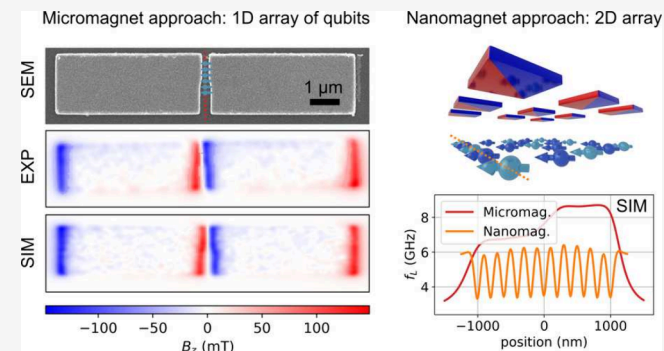 Micromagnet approach: 1D array of qubits
SEM
1 μm
EXP
SIM
−100 −50 0 50 100
B_z (mT)
Nanomagnet approach: 2D array
SIM
Micromag.
Nanomag.
8
6
4
f_L (GHz)
−1000 0 1000
position (nm)